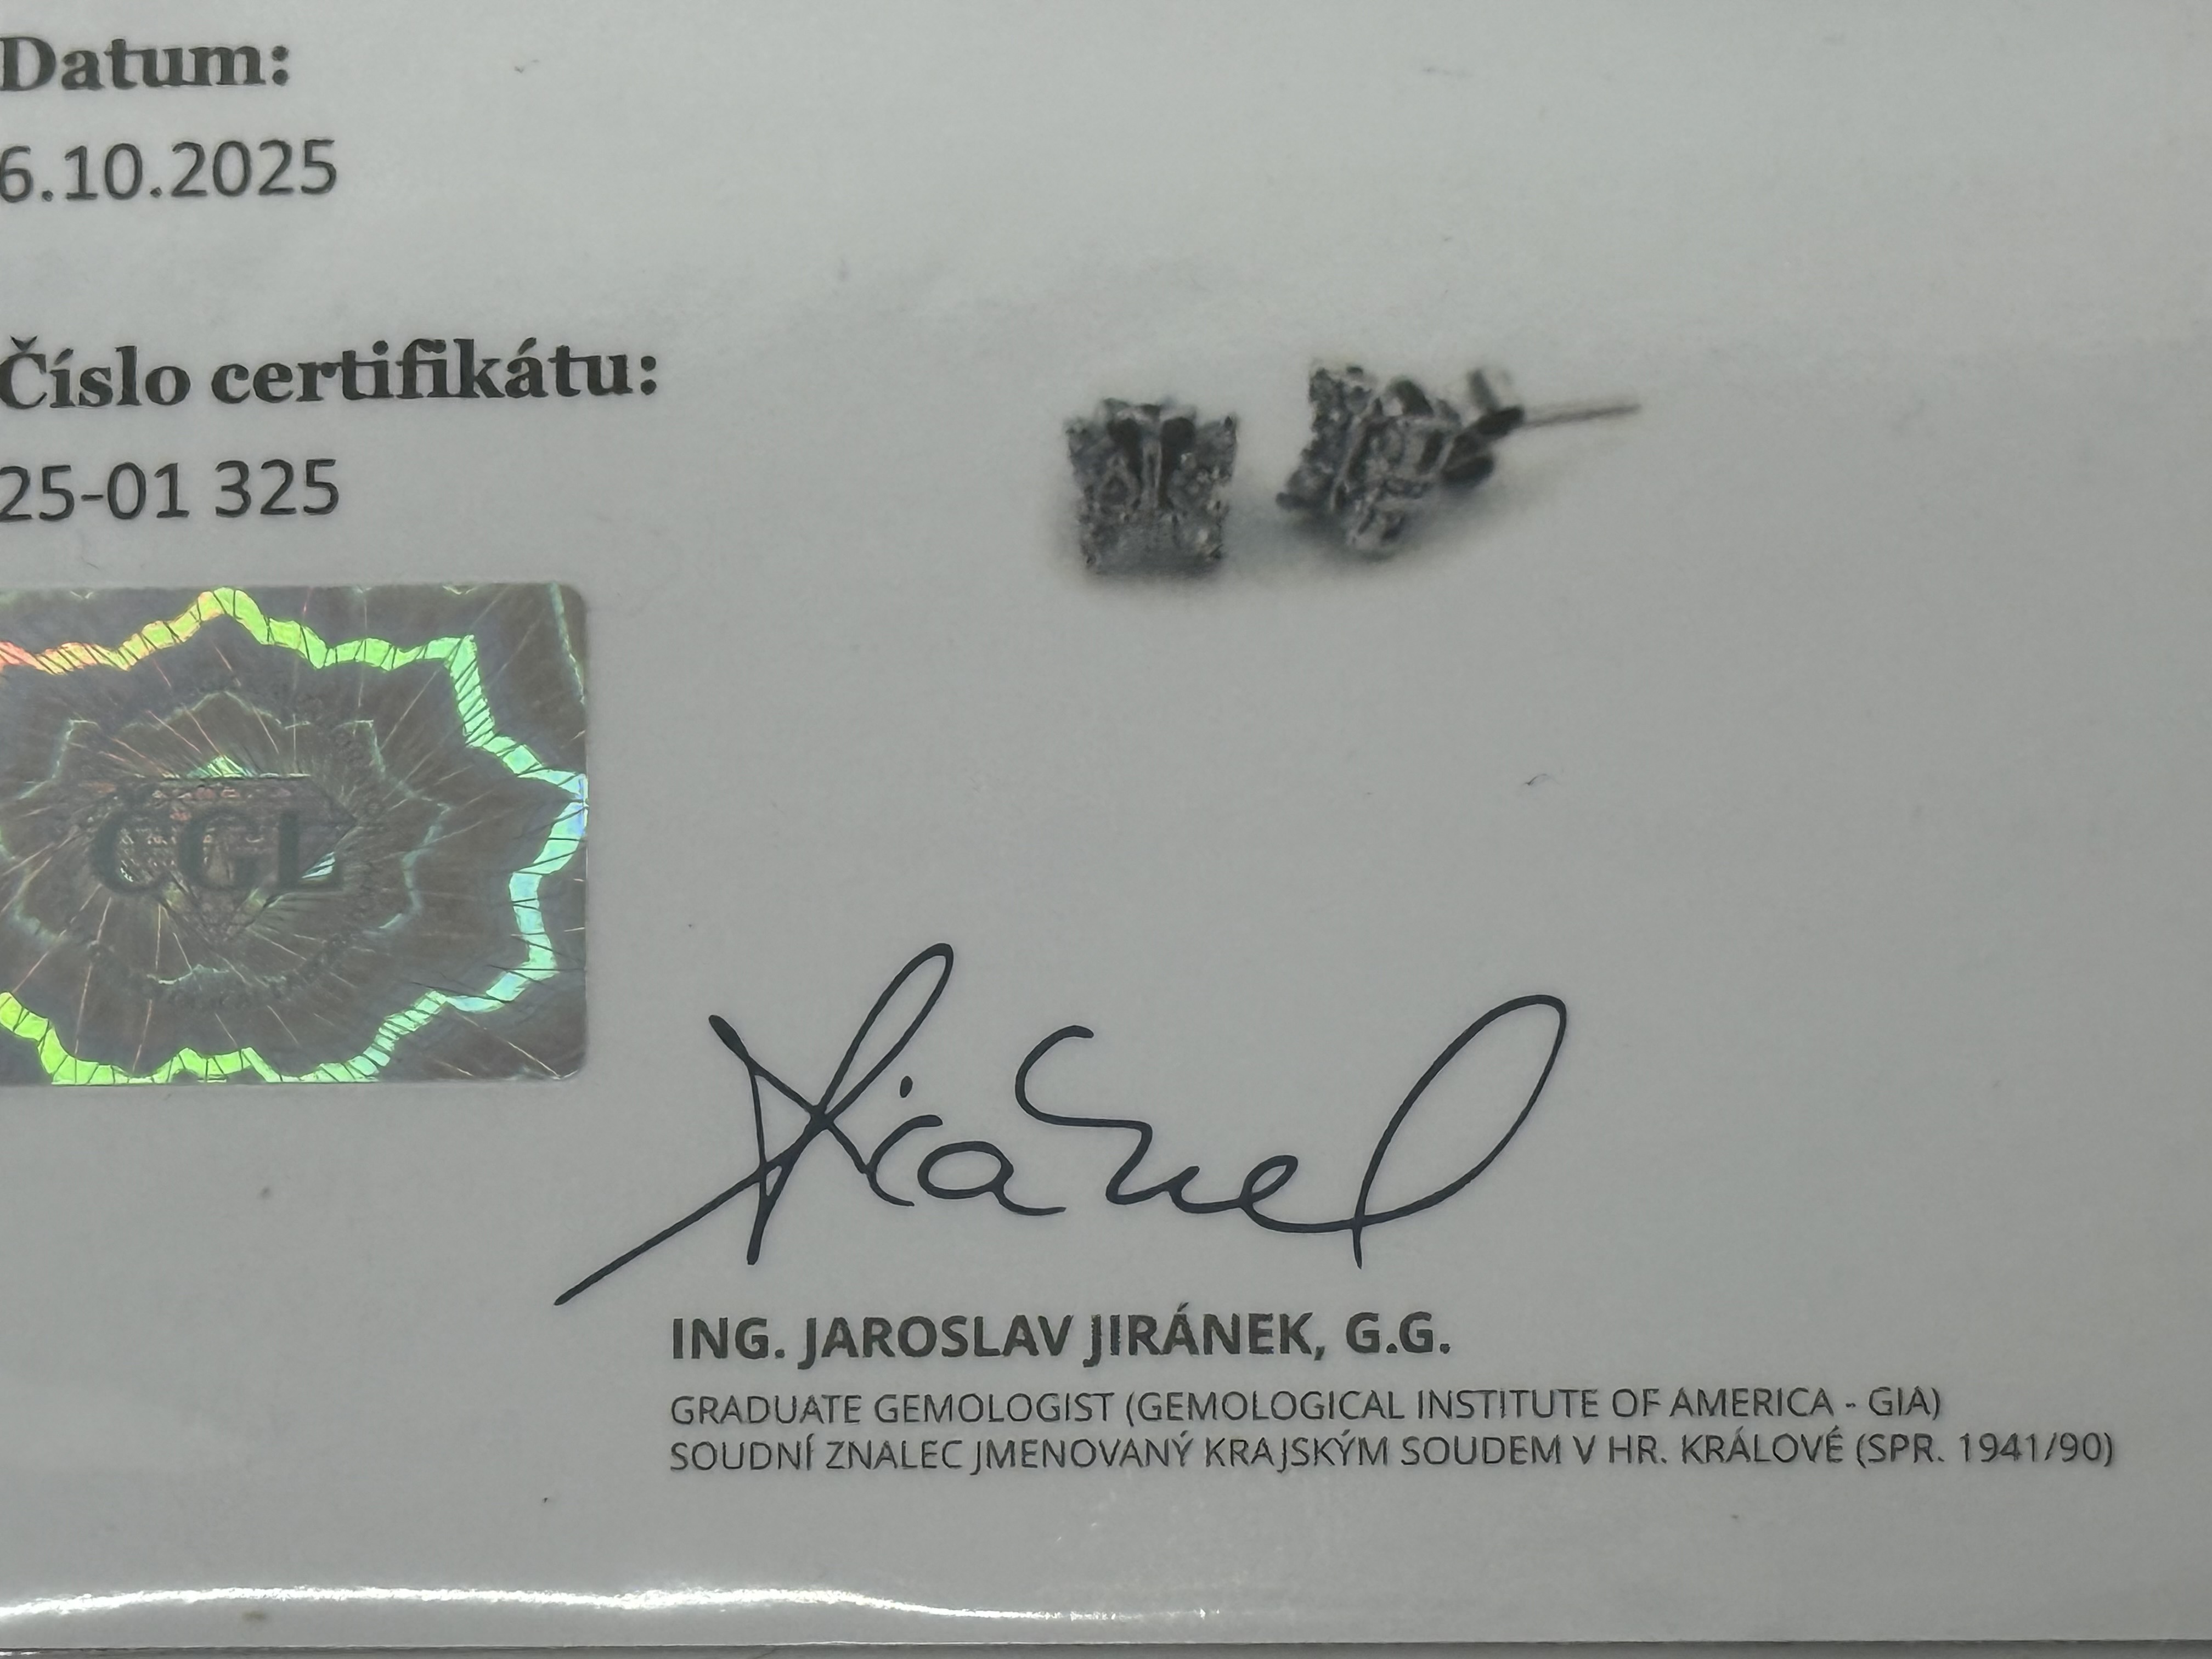 Datum:
6.10.2025
Číslo certifikátu:
25-01 325
ČGL
Jiránek
ING. JAROSLAV JIRÁNEK, G.G.
GRADUATE GEMOLOGIST (GEMOLOGICAL INSTITUTE OF AMERICA - GIA)
SOUDNÍ ZNALEC JMENOVANÝ KRAJSKÝM SOUDEM V HR. KRÁLOVÉ (SPR. 1941/90)